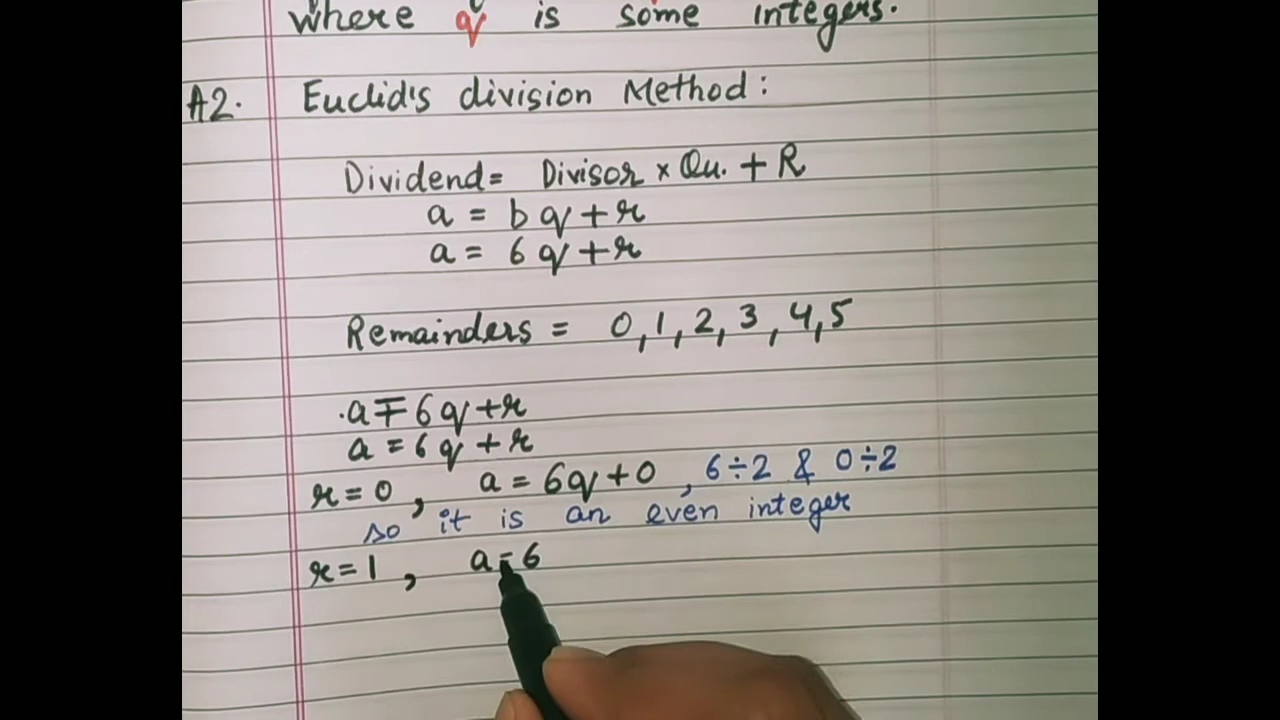 where q is some integers.
A2. Euclid's division Method:
Dividend = Divisor × Qu. + R
a = bq + r
a = 6q + r
Remainders = 0, 1, 2, 3, 4, 5
a = 6q + r
a = 6q + r
r = 0, a = 6q + 0, 6÷2 & 0÷2
so it is an even integer
r = 1, a = 6